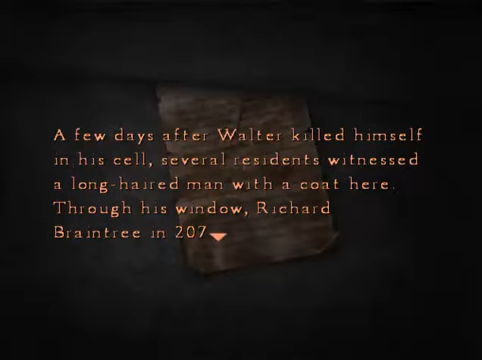 A few days after Walter killed himself
in his cell, several residents witnessed
a long-haired man with a coat here.
Through his window, Richard
Braintree in 207